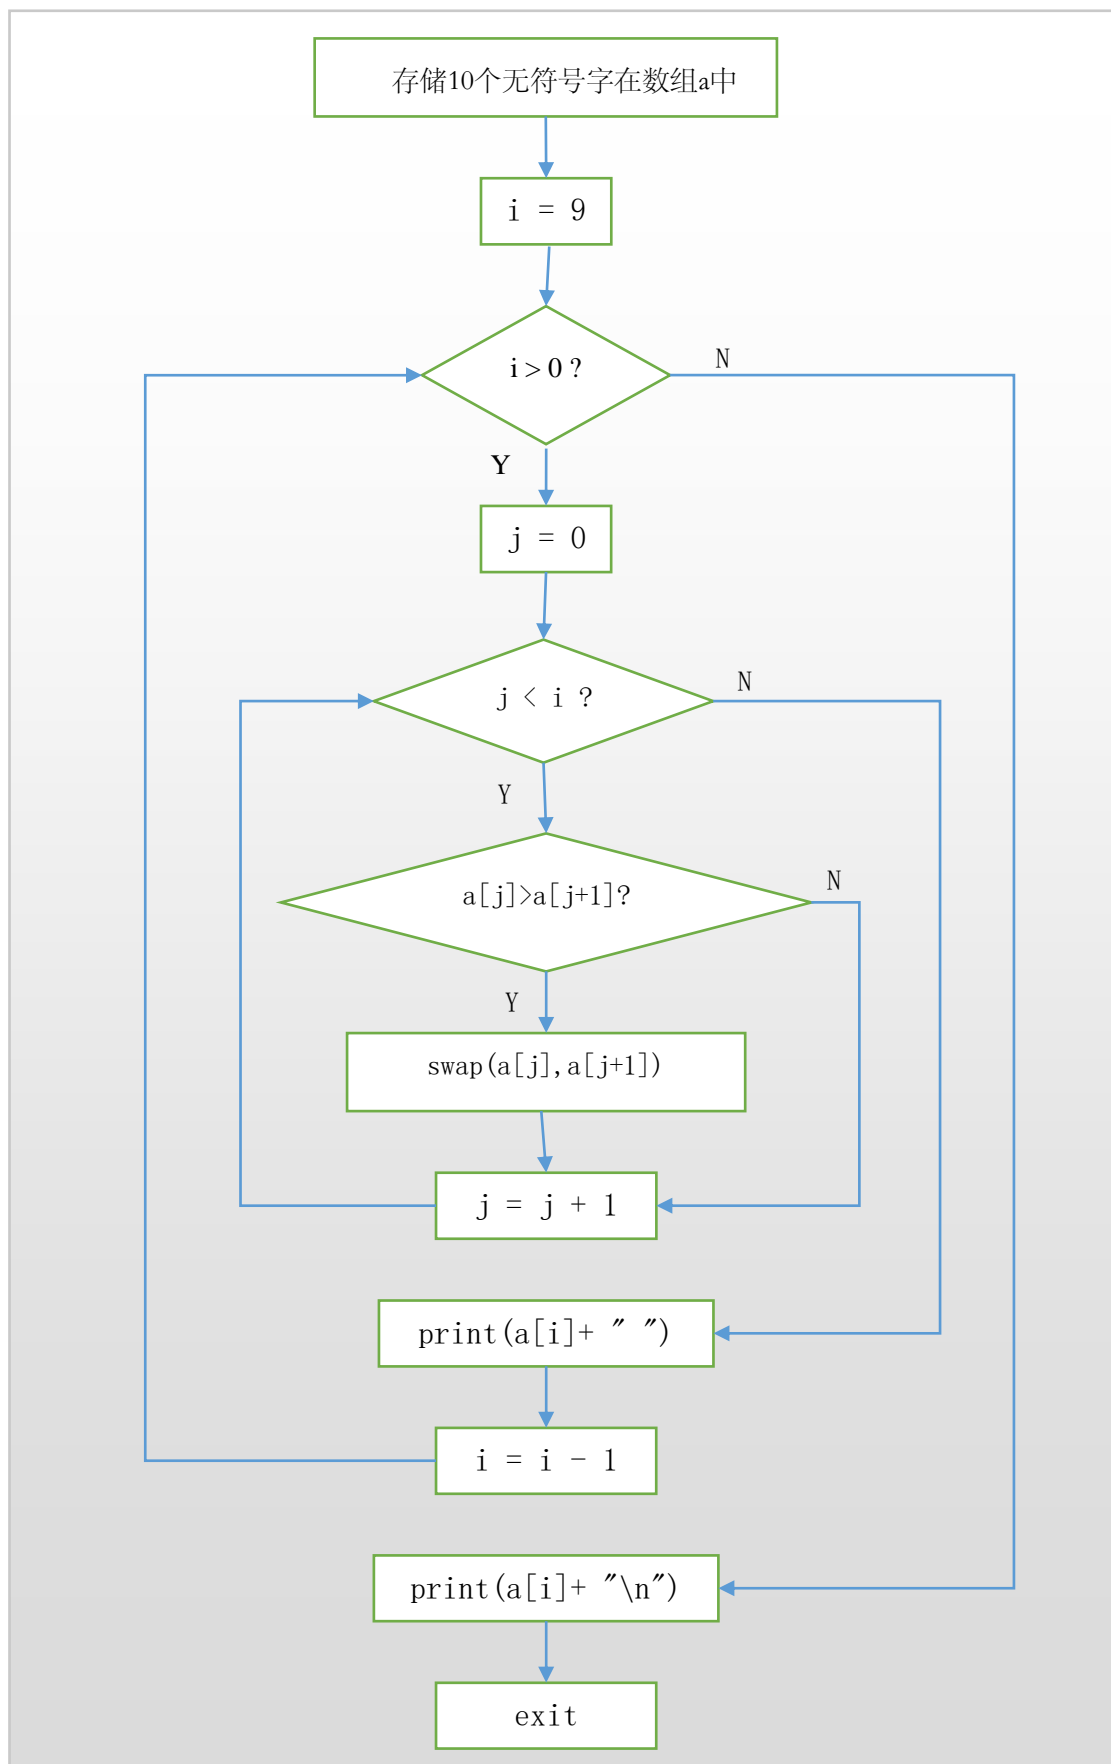 存储10个无符号字在数组a中
i = 9
i > 0 ?
N
Y
j = 0
j < i ?
N
Y
a[j]>a[j+1]?
N
Y
swap(a[j],a[j+1])
j = j + 1
print(a[i]+ " ")
i = i - 1
print(a[i]+ "\n")
exit